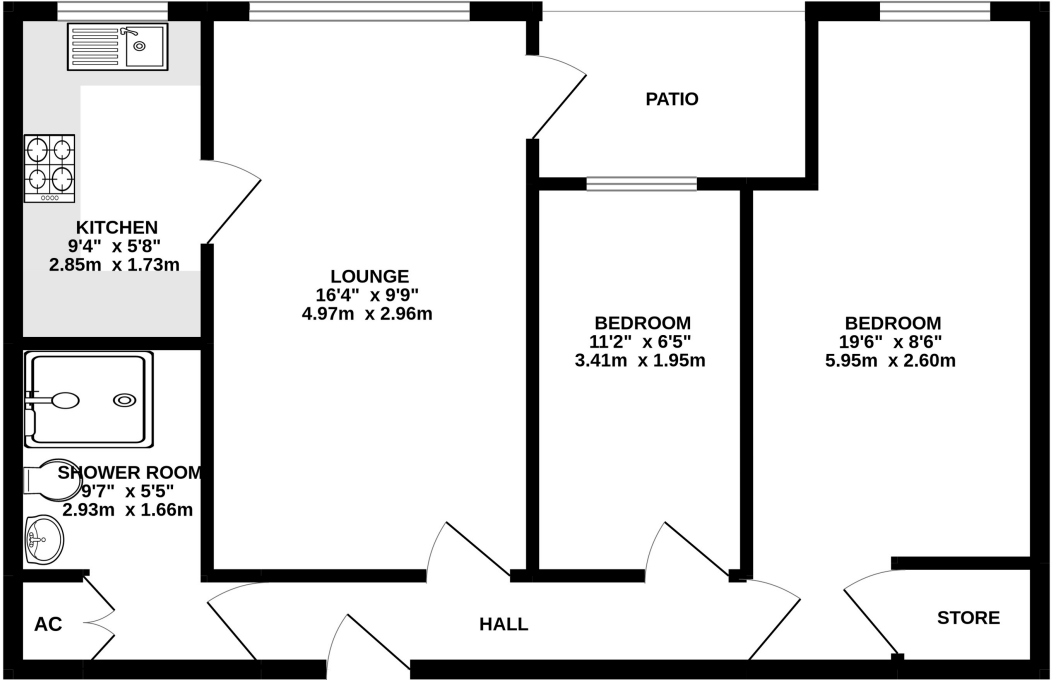 PATIO
KITCHEN
9'4" x 5'8"
2.85m x 1.73m
LOUNGE
16'4" x 9'9"
4.97m x 2.96m
BEDROOM
11'2" x 6'5"
3.41m x 1.95m
BEDROOM
19'6" x 8'6"
5.95m x 2.60m
SHOWER ROOM
9'7" x 5'5"
2.93m x 1.66m
AC
HALL
STORE